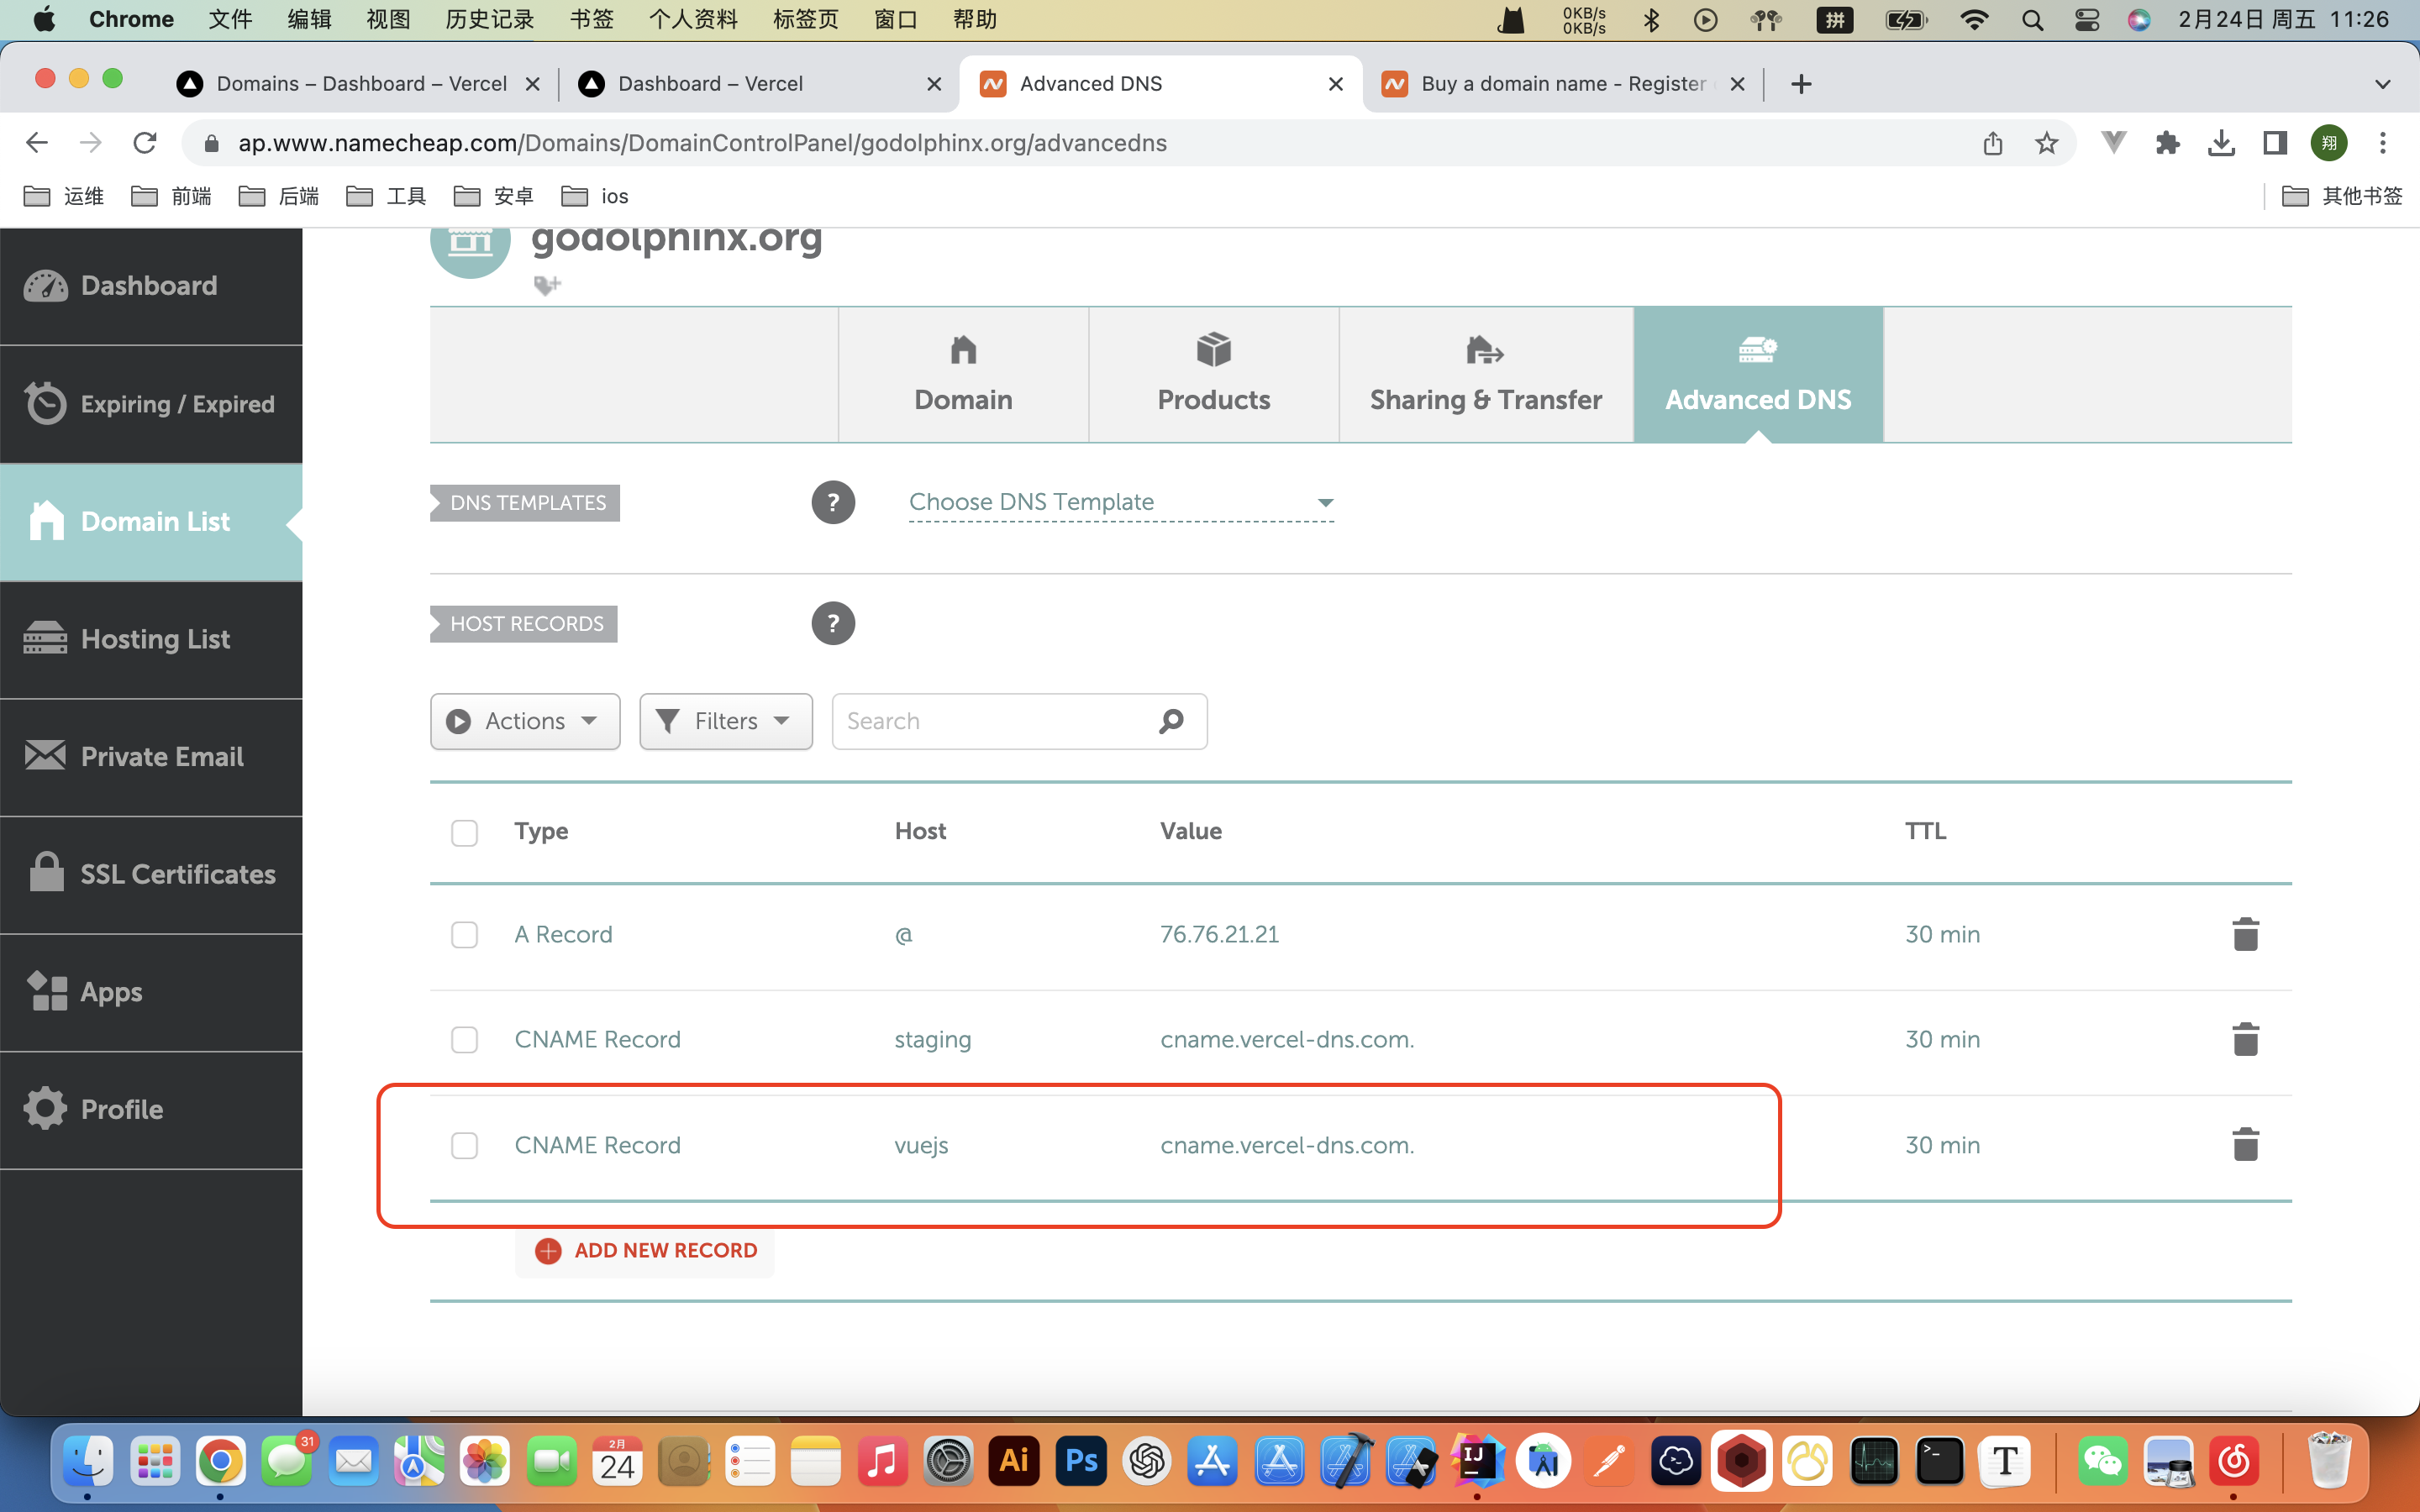 Chrome 文件 编辑 视图 历史记录 书签 个人资料 标签页 窗口 帮助 0KB/s 0KB/s 拼 2月24日 周五 11:26
Domains – Dashboard – Vercel Dashboard – Vercel Advanced DNS Buy a domain name - Register
ap.www.namecheap.com/Domains/DomainControlPanel/godolphinx.org/advancedns 翔
运维 前端 后端 工具 安卓 ios 其他书签
godolphinx.org
Dashboard
Expiring / Expired
Domain List
Hosting List
Private Email
SSL Certificates
Apps
Profile
Domain Products Sharing & Transfer Advanced DNS
DNS TEMPLATES ? Choose DNS Template
HOST RECORDS ?
Actions Filters Search
Type Host Value TTL
A Record @ 76.76.21.21 30 min
CNAME Record staging cname.vercel-dns.com. 30 min
CNAME Record vuejs cname.vercel-dns.com. 30 min
ADD NEW RECORD
31 2月 24 Ai Ps IJ T